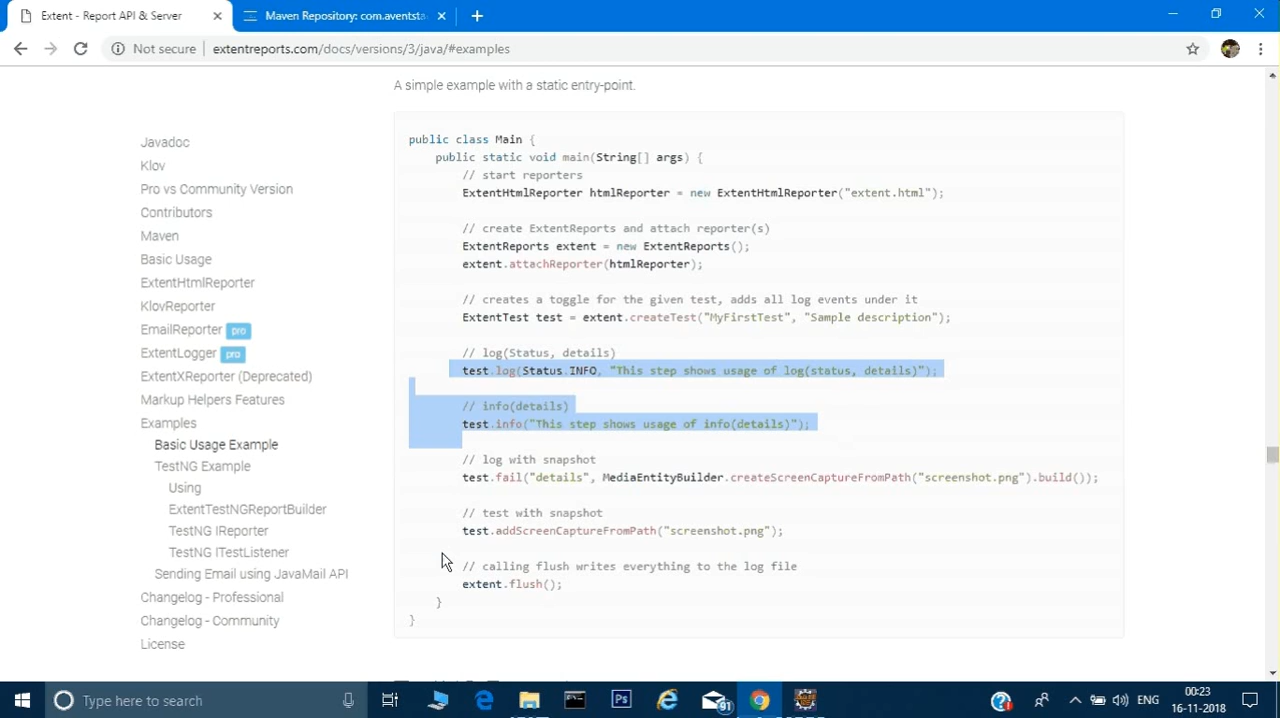 Extent - Report API & Server
Maven Repository: com.aventsta
Not secure
extentreports.com/docs/versions/3/java/#examples
A simple example with a static entry-point.
Javadoc
Klov
Pro vs Community Version
Contributors
Maven
Basic Usage
ExtentHtmlReporter
KlovReporter
EmailReporter pro
ExtentLogger pro
ExtentXReporter (Deprecated)
Markup Helpers Features
Examples
Basic Usage Example
TestNG Example
Using
ExtentTestNGReportBuilder
TestNG IReporter
TestNG ITestListener
Sending Email using JavaMail API
Changelog - Professional
Changelog - Community
License
public class Main {
public static void main(String[] args) {
// start reporters
ExtentHtmlReporter htmlReporter = new ExtentHtmlReporter("extent.html");
// create ExtentReports and attach reporter(s)
ExtentReports extent = new ExtentReports();
extent.attachReporter(htmlReporter);
// creates a toggle for the given test, adds all log events under it
ExtentTest test = extent.createTest("MyFirstTest", "Sample description");
// log(Status, details)
test.log(Status.INFO, "This step shows usage of log(status, details)");
// info(details)
test.info("This step shows usage of info(details)");
// log with snapshot
test.fail("details", MediaEntityBuilder.createScreenCaptureFromPath("screenshot.png").build());
// test with snapshot
test.addScreenCaptureFromPath("screenshot.png");
// calling flush writes everything to the log file
extent.flush();
}
}
Type here to search
91
ENG
00:23
16-11-2018